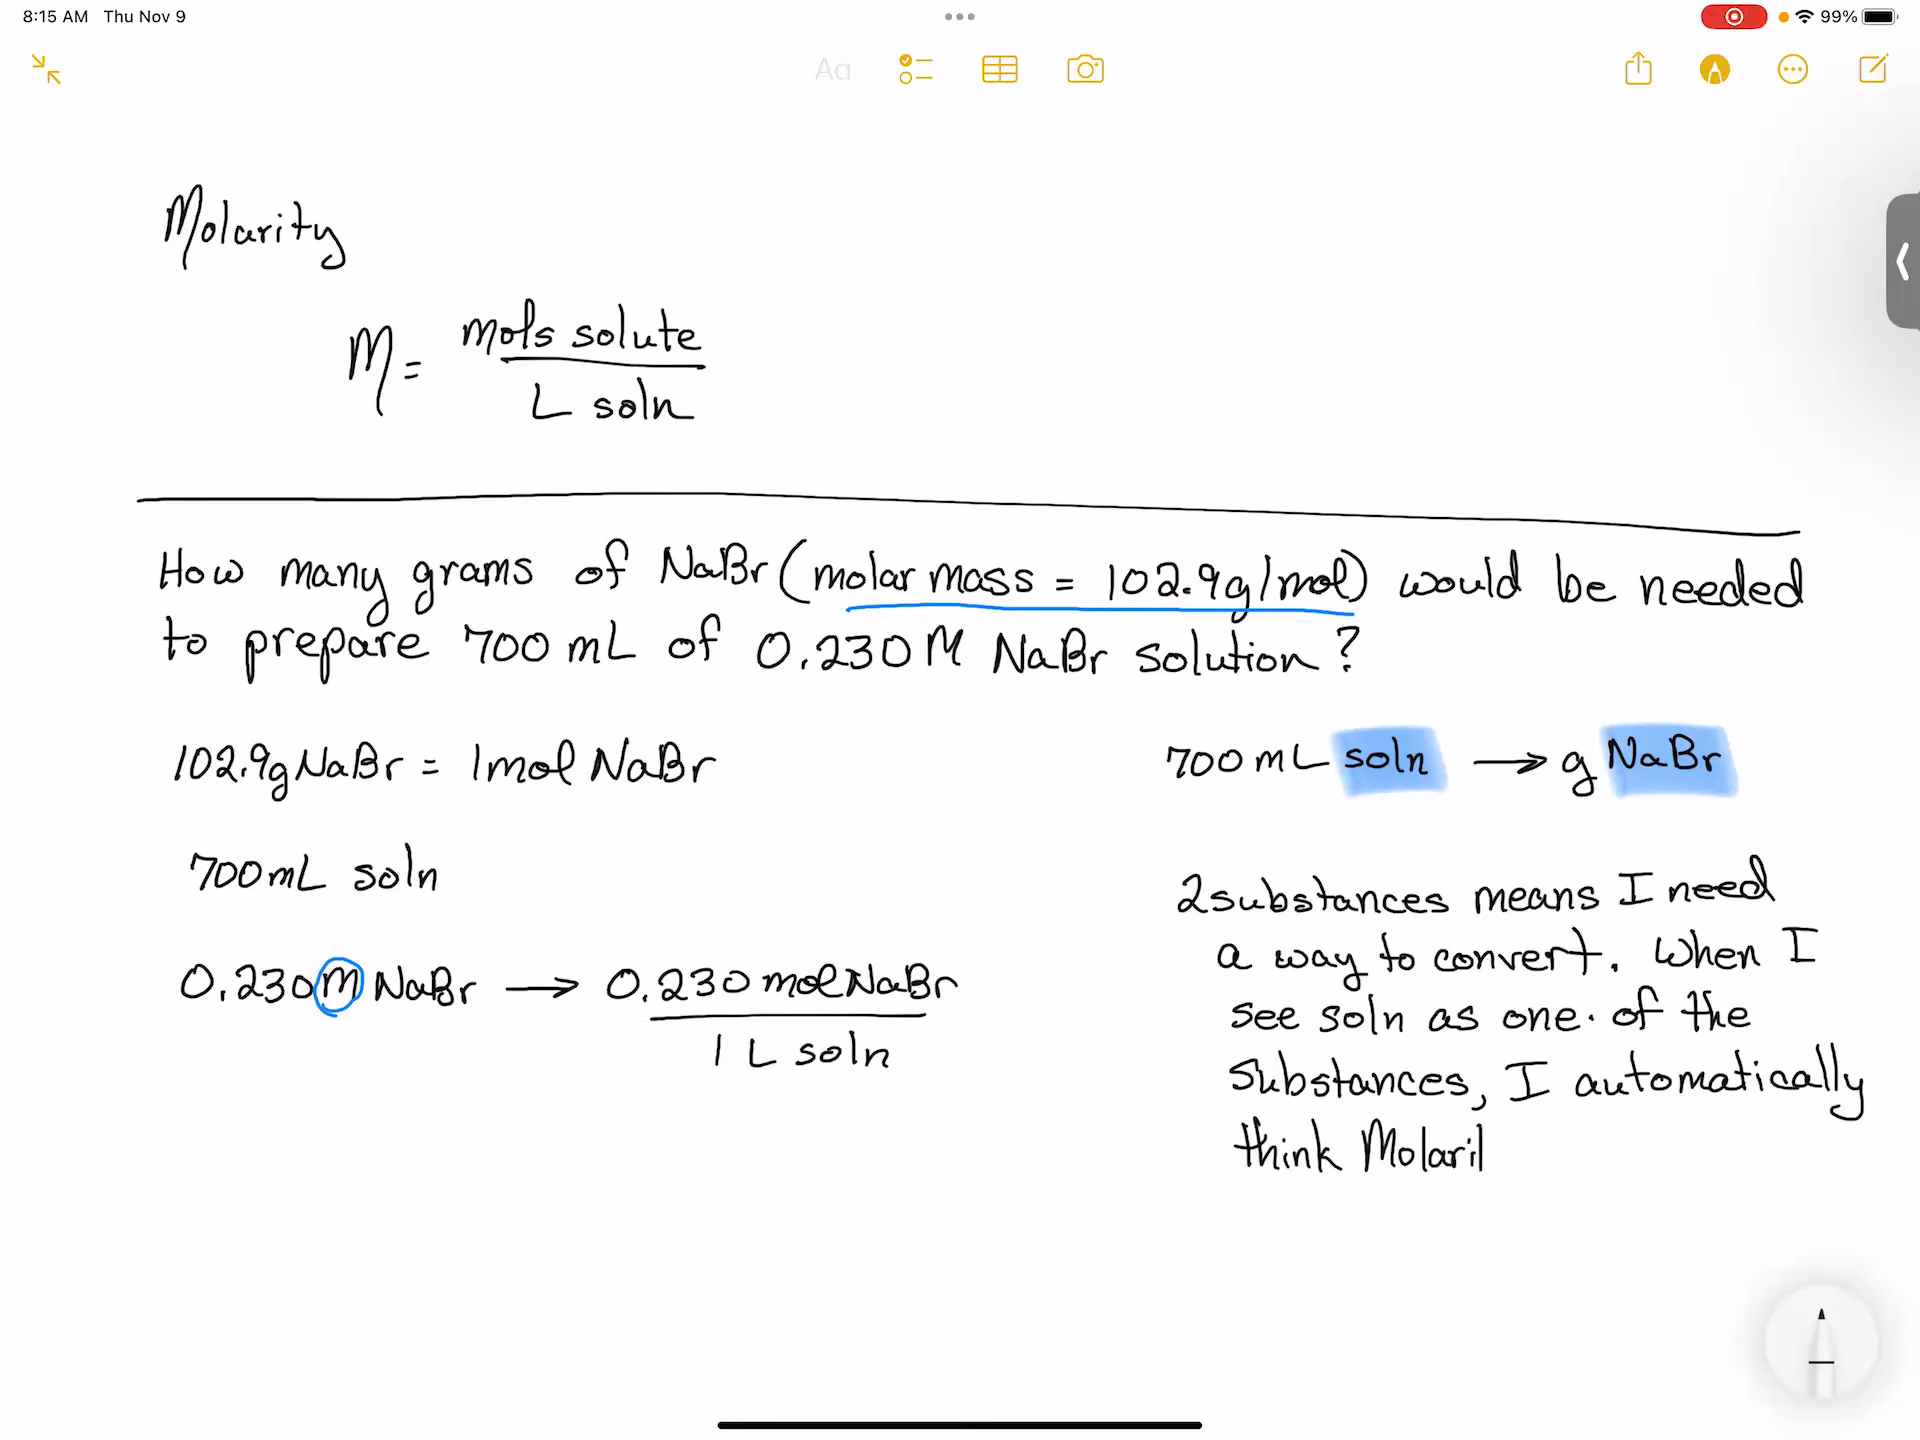 8:15 AM Thu Nov 9
99%
Aa
Molarity
M = mols solute
L soln
How many grams of NaBr (molar mass = 102.9g/mol) would be needed
to prepare 700 mL of 0.230 M NaBr solution?
102.9g NaBr = 1mol NaBr
700mL soln
0.230 M NaBr → 0.230 mol NaBr
1 L soln
700 mL soln → g NaBr
2 substances means I need
a way to convert. When I
see soln as one of the
substances, I automatically
think Molaril